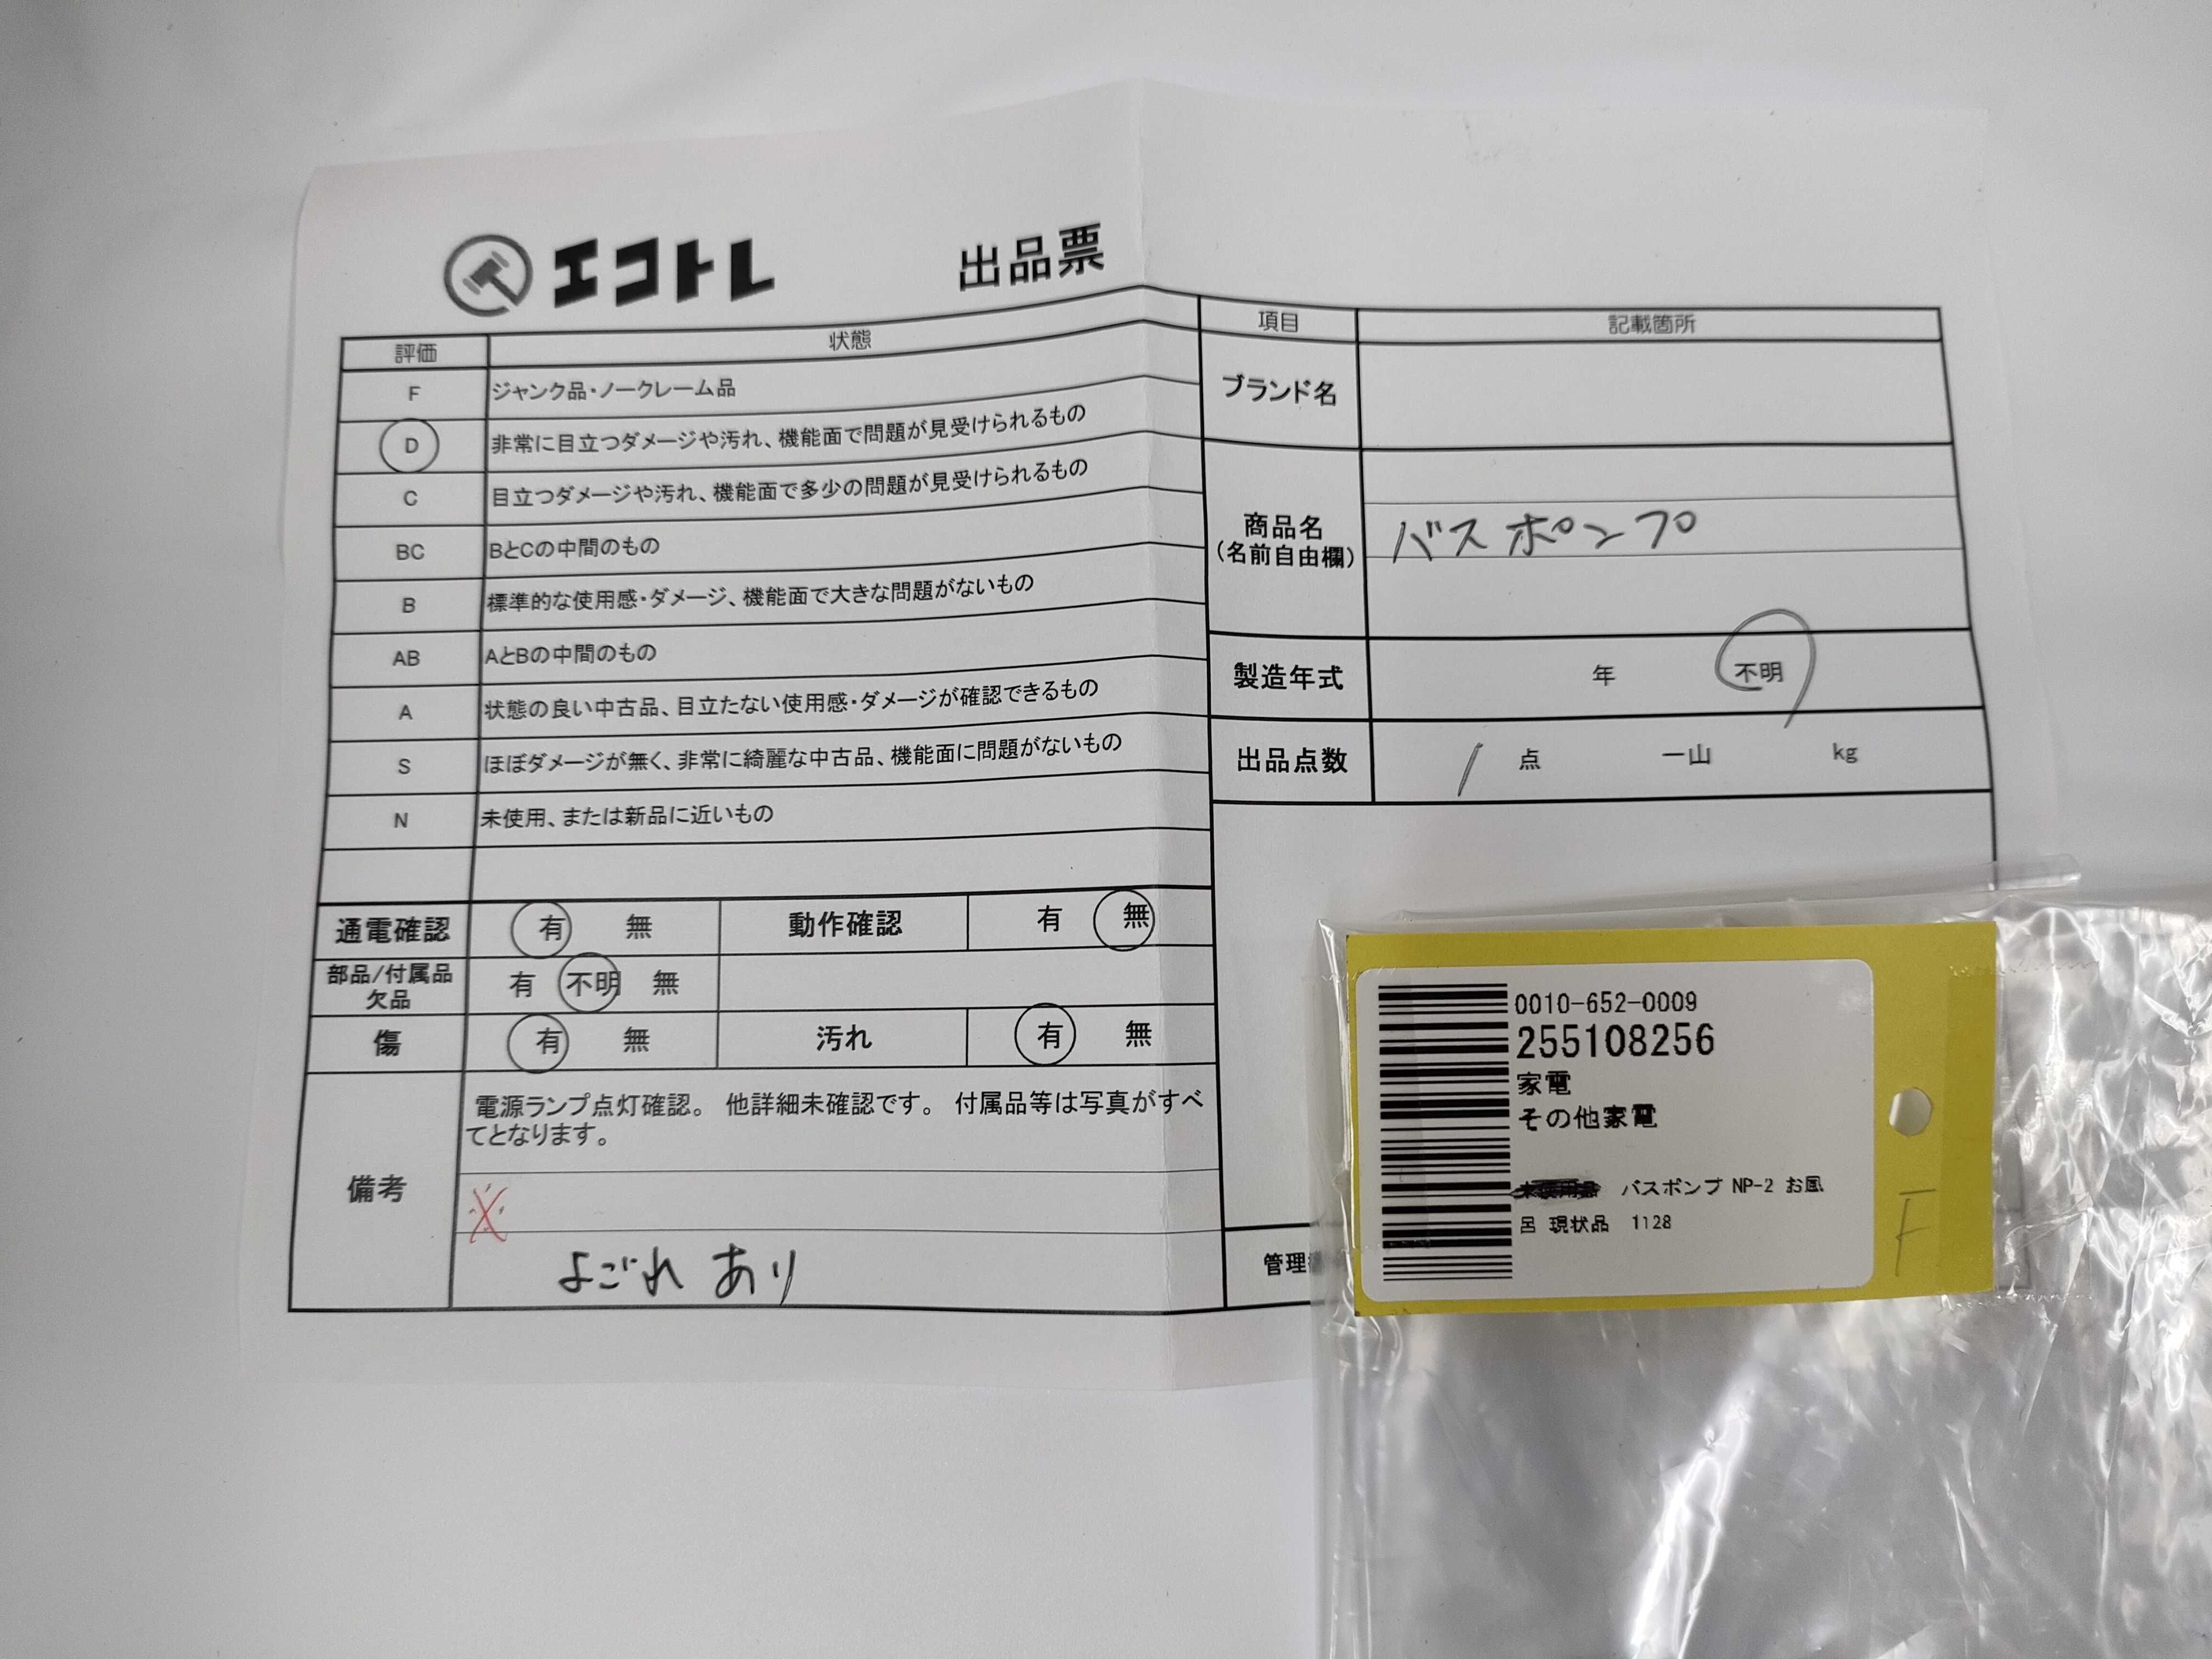 エコトレ 出品票
評価 状態
F ジャンク品・ノークレーム品
D 非常に目立つダメージや汚れ、機能面で問題が見受けられるもの
C 目立つダメージや汚れ、機能面で多少の問題が見受けられるもの
BC BとCの中間のもの
B 標準的な使用感・ダメージ、機能面で大きな問題がないもの
AB AとBの中間のもの
A 状態の良い中古品、目立たない使用感・ダメージが確認できるもの
S ほぼダメージが無く、非常に綺麗な中古品、機能面に問題がないもの
N 未使用、または新品に近いもの
通電確認 有 無 動作確認 有 無
部品/付属品
欠品
有 不明 無
傷 有 無 汚れ 有 無
備考
電源ランプ点灯確認。 他詳細未確認です。 付属品等は写真がすべ
てとなります。
※
よごれ あり
項目 記載箇所
ブランド名
商品名
(名前自由欄)
バスポンプ
製造年式 年 不明
出品点数 1 点 一山 kg
管理
0010-652-0009
255108256
家電
その他家電
バスポンプ NP-2 お風
呂 現状品 1128
F